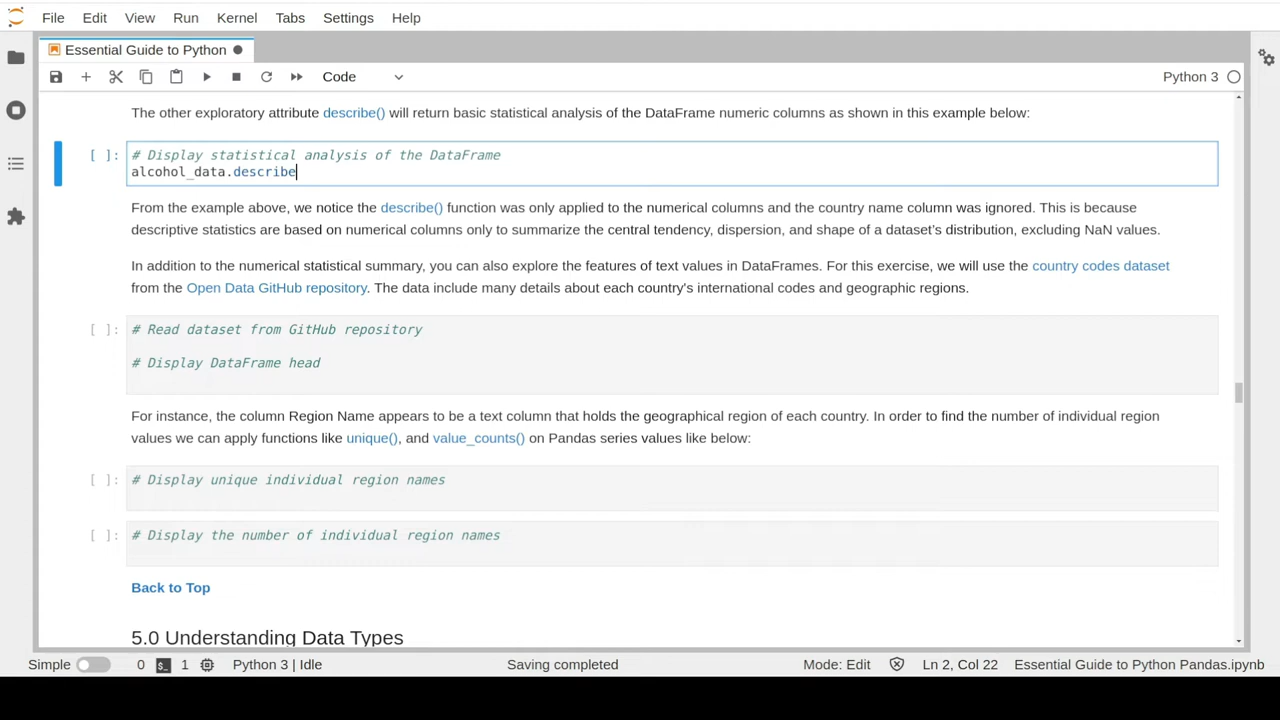 File Edit View Run Kernel Tabs Settings Help
Essential Guide to Python
Code Python 3
The other exploratory attribute describe() will return basic statistical analysis of the DataFrame numeric columns as shown in this example below:
[ ]: # Display statistical analysis of the DataFrame
alcohol_data.describe
From the example above, we notice the describe() function was only applied to the numerical columns and the country name column was ignored. This is because
descriptive statistics are based on numerical columns only to summarize the central tendency, dispersion, and shape of a dataset's distribution, excluding NaN values.
In addition to the numerical statistical summary, you can also explore the features of text values in DataFrames. For this exercise, we will use the country codes dataset
from the Open Data GitHub repository. The data include many details about each country's international codes and geographic regions.
[ ]: # Read dataset from GitHub repository
# Display DataFrame head
For instance, the column Region Name appears to be a text column that holds the geographical region of each country. In order to find the number of individual region
values we can apply functions like unique(), and value_counts() on Pandas series values like below:
[ ]: # Display unique individual region names
[ ]: # Display the number of individual region names
Back to Top
5.0 Understanding Data Types
Simple 0 $_ 1 Python 3 | Idle Saving completed Mode: Edit Ln 2, Col 22 Essential Guide to Python Pandas.ipynb